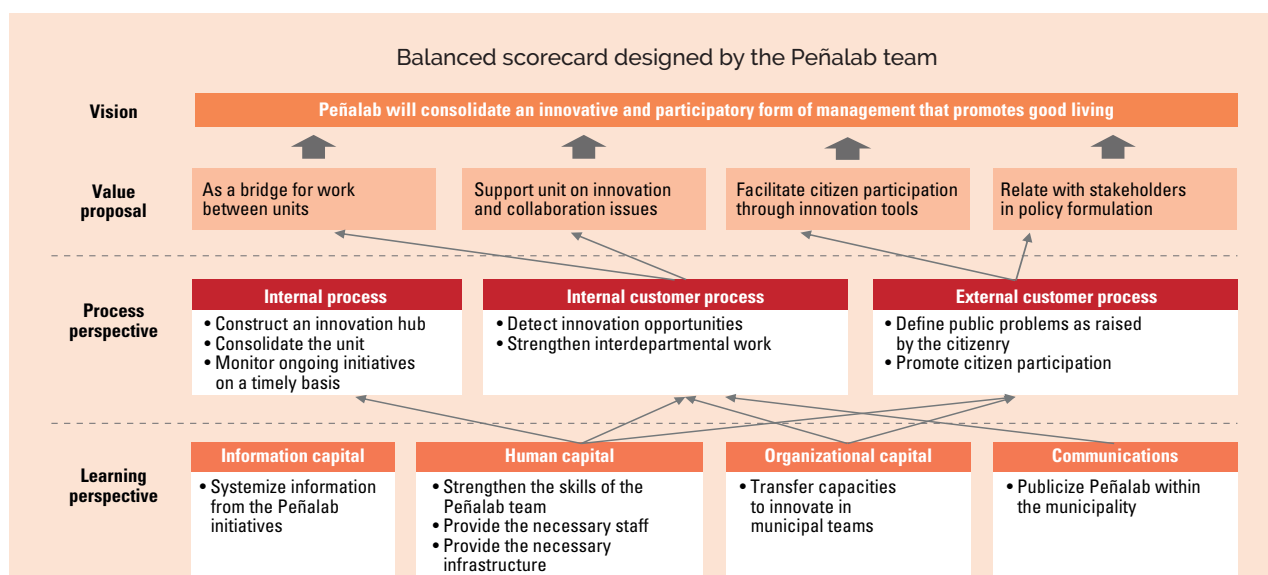 Balanced scorecard designed by the Peñalab team
Vision
Peñalab will consolidate an innovative and participatory form of management that promotes good living
Value
proposal
As a bridge for work
between units
Support unit on innovation
and collaboration issues
Facilitate citizen participation
through innovation tools
Relate with stakeholders
in policy formulation
Process
perspective
Internal process
• Construct an innovation hub
• Consolidate the unit
• Monitor ongoing initiatives
on a timely basis
Internal customer process
• Detect innovation opportunities
• Strengthen interdepartmental work
External customer process
• Define public problems as raised
by the citizenry
• Promote citizen participation
Learning
perspective
Information capital
• Systemize information
from the Peñalab
initiatives
Human capital
• Strengthen the skills of the
Peñalab team
• Provide the necessary staff
• Provide the necessary
infrastructure
Organizational capital
• Transfer capacities
to innovate in
municipal teams
Communications
• Publicize Peñalab within
the municipality